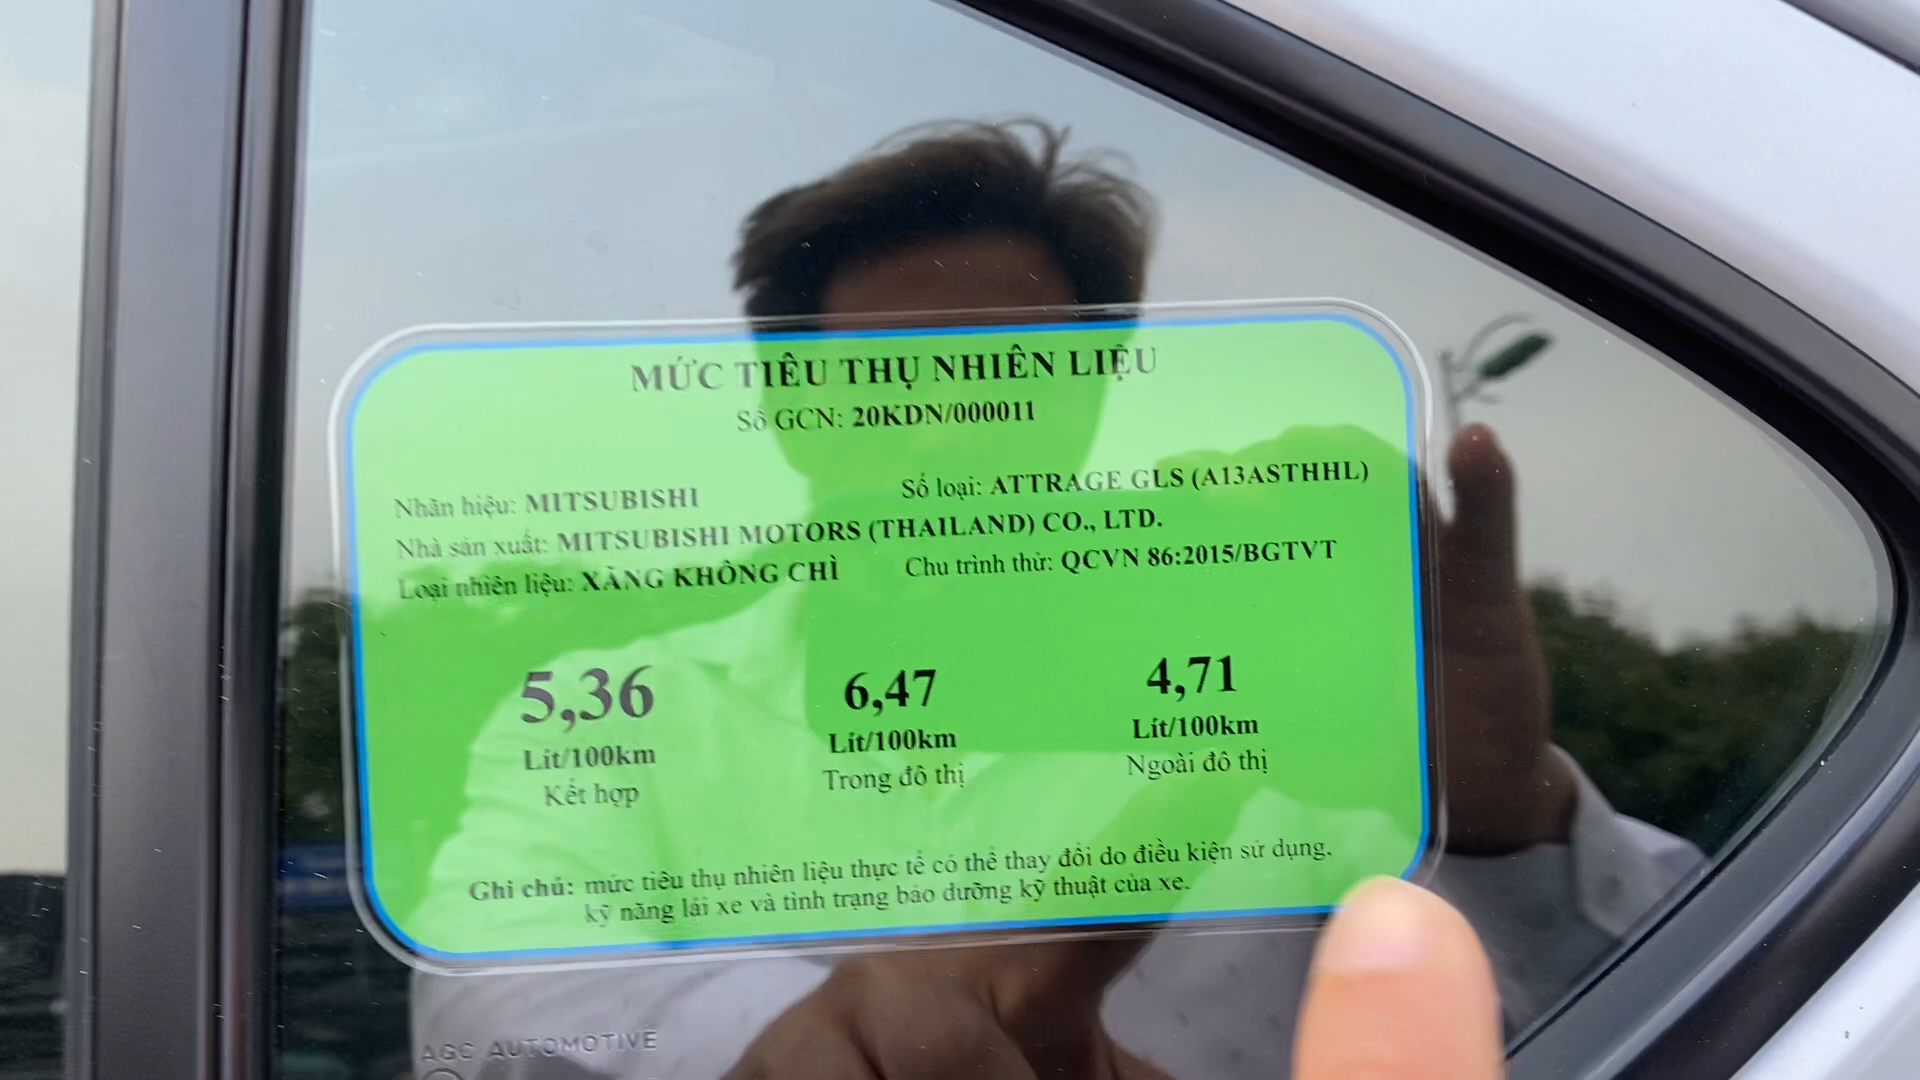 MỨC TIÊU THỤ NHIÊN LIỆU
Số GCN: 20KDN/000011
Nhãn hiệu: MITSUBISHI Số loại: ATTRAGE GLS (A13ASTHHL)
Nhà sản xuất: MITSUBISHI MOTORS (THAILAND) CO., LTD.
Loại nhiên liệu: XĂNG KHÔNG CHÌ Chu trình thử: QCVN 86:2015/BGTVT
5,36 6,47 4,71
Lít/100km Lít/100km Lít/100km
Kết hợp Trong đô thị Ngoài đô thị
Ghi chú: mức tiêu thụ nhiên liệu thực tế có thể thay đổi do điều kiện sử dụng,
kỹ năng lái xe và tình trạng bảo dưỡng kỹ thuật của xe.
AGC AUTOMOTIVE